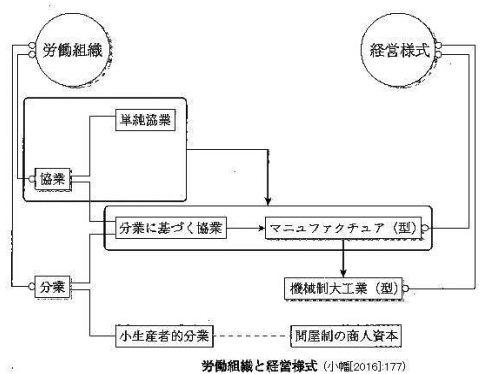 労働組織
経営様式
単純協業
協業
分業に基づく協業
マニュファクチュア（型）
分業
機械制大工業（型）
小生産者的分業
問屋制の商人資本
労働組織と経営様式（小幡[2016]:177）